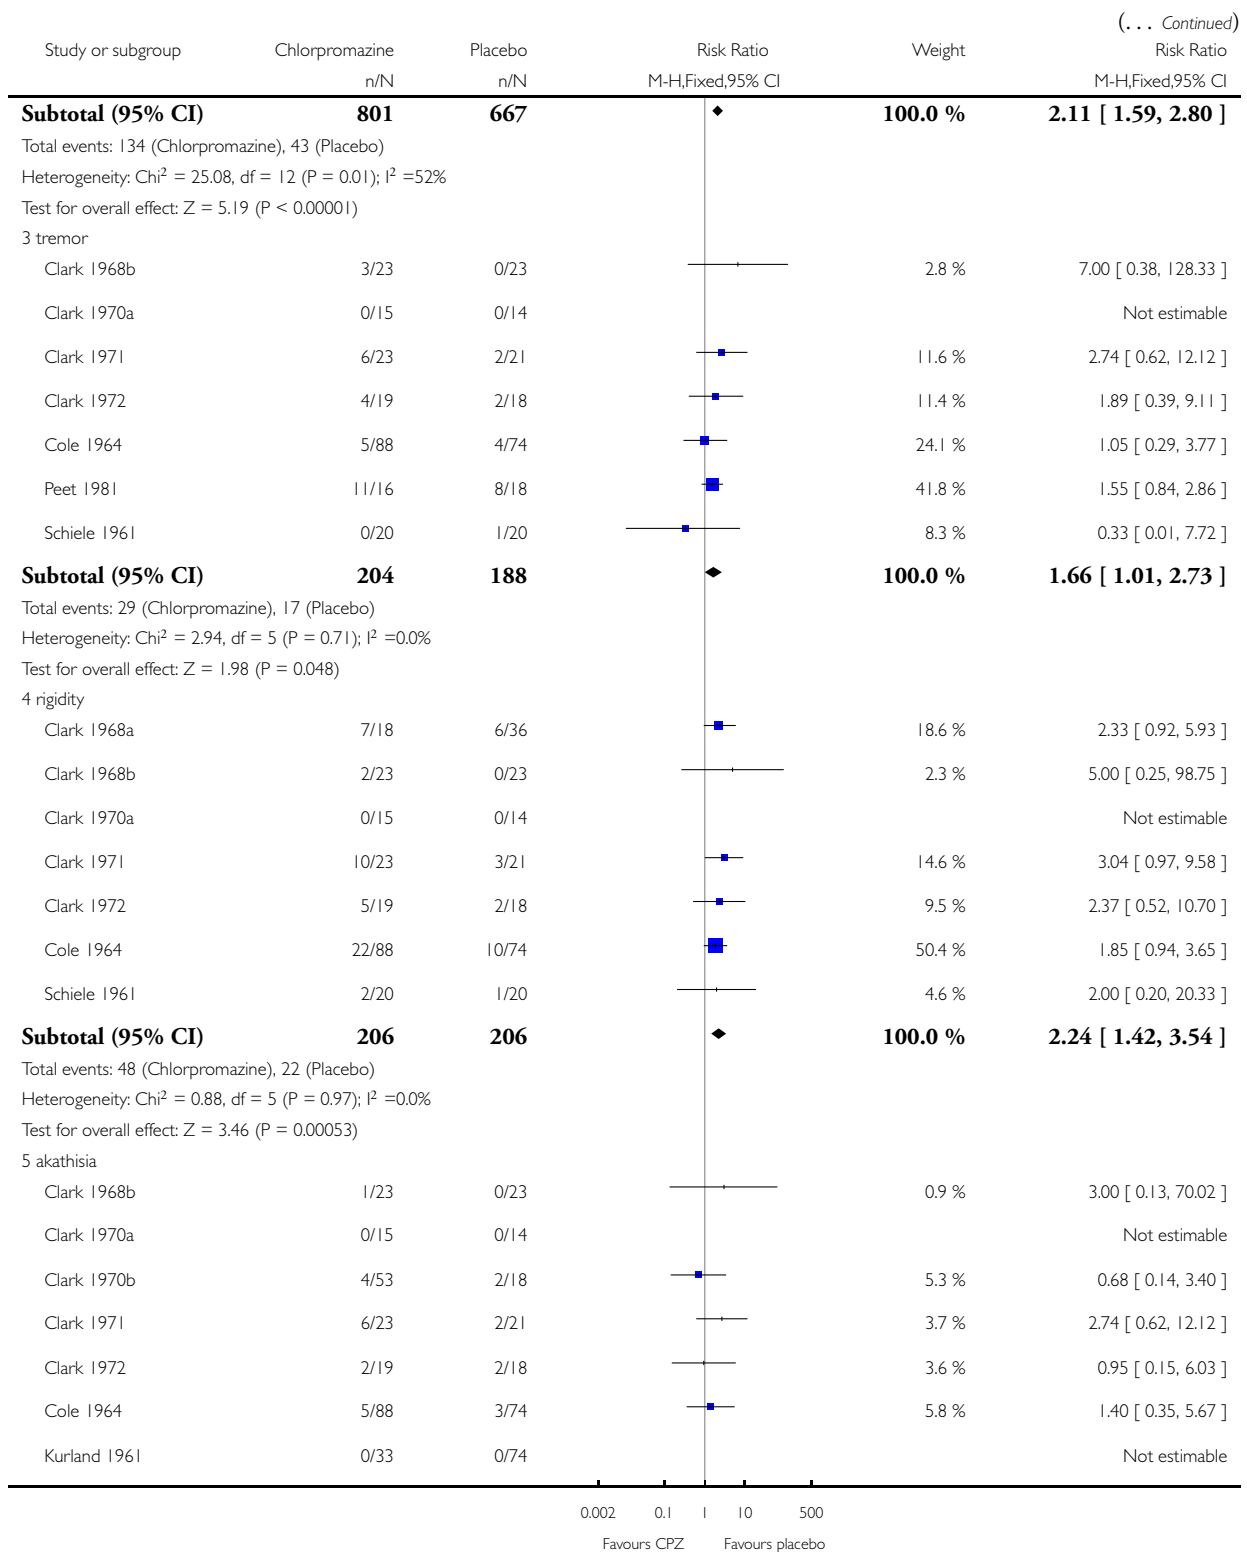 (... Continued)
Study or subgroup Chlorpromazine Placebo Risk Ratio Weight Risk Ratio
n/N n/N M-H,Fixed,95% CI M-H,Fixed,95% CI
Subtotal (95% CI) 801 667 100.0 % 2.11 [ 1.59, 2.80 ]
Total events: 134 (Chlorpromazine), 43 (Placebo)
Heterogeneity: Chi² = 25.08, df = 12 (P = 0.01); I² =52%
Test for overall effect: Z = 5.19 (P < 0.00001)
3 tremor
Clark 1968b 3/23 0/23 2.8 % 7.00 [ 0.38, 128.33 ]
Clark 1970a 0/15 0/14 Not estimable
Clark 1971 6/23 2/21 11.6 % 2.74 [ 0.62, 12.12 ]
Clark 1972 4/19 2/18 11.4 % 1.89 [ 0.39, 9.11 ]
Cole 1964 5/88 4/74 24.1 % 1.05 [ 0.29, 3.77 ]
Peet 1981 11/16 8/18 41.8 % 1.55 [ 0.84, 2.86 ]
Schiele 1961 0/20 1/20 8.3 % 0.33 [ 0.01, 7.72 ]
Subtotal (95% CI) 204 188 100.0 % 1.66 [ 1.01, 2.73 ]
Total events: 29 (Chlorpromazine), 17 (Placebo)
Heterogeneity: Chi² = 2.94, df = 5 (P = 0.71); I² =0.0%
Test for overall effect: Z = 1.98 (P = 0.048)
4 rigidity
Clark 1968a 7/18 6/36 18.6 % 2.33 [ 0.92, 5.93 ]
Clark 1968b 2/23 0/23 2.3 % 5.00 [ 0.25, 98.75 ]
Clark 1970a 0/15 0/14 Not estimable
Clark 1971 10/23 3/21 14.6 % 3.04 [ 0.97, 9.58 ]
Clark 1972 5/19 2/18 9.5 % 2.37 [ 0.52, 10.70 ]
Cole 1964 22/88 10/74 50.4 % 1.85 [ 0.94, 3.65 ]
Schiele 1961 2/20 1/20 4.6 % 2.00 [ 0.20, 20.33 ]
Subtotal (95% CI) 206 206 100.0 % 2.24 [ 1.42, 3.54 ]
Total events: 48 (Chlorpromazine), 22 (Placebo)
Heterogeneity: Chi² = 0.88, df = 5 (P = 0.97); I² =0.0%
Test for overall effect: Z = 3.46 (P = 0.00053)
5 akathisia
Clark 1968b 1/23 0/23 0.9 % 3.00 [ 0.13, 70.02 ]
Clark 1970a 0/15 0/14 Not estimable
Clark 1970b 4/53 2/18 5.3 % 0.68 [ 0.14, 3.40 ]
Clark 1971 6/23 2/21 3.7 % 2.74 [ 0.62, 12.12 ]
Clark 1972 2/19 2/18 3.6 % 0.95 [ 0.15, 6.03 ]
Cole 1964 5/88 3/74 5.8 % 1.40 [ 0.35, 5.67 ]
Kurland 1961 0/33 0/74 Not estimable
0.002 0.1 1 10 500
Favours CPZ Favours placebo